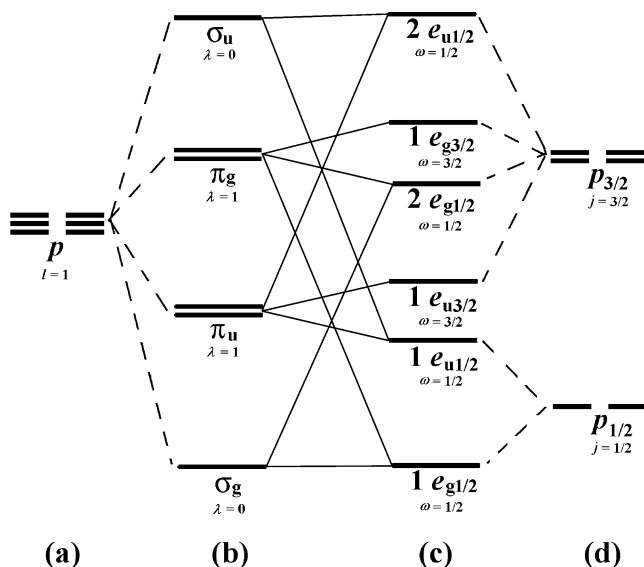 σu
λ = 0
πg
λ = 1
p
l = 1
πu
λ = 1
σg
λ = 0
2 eu1/2
ω = 1/2
1 eg3/2
ω = 3/2
2 eg1/2
ω = 1/2
1 eu3/2
ω = 3/2
1 eu1/2
ω = 1/2
1 eg1/2
ω = 1/2
p3/2
j = 3/2
p1/2
j = 1/2
(a) (b) (c) (d)